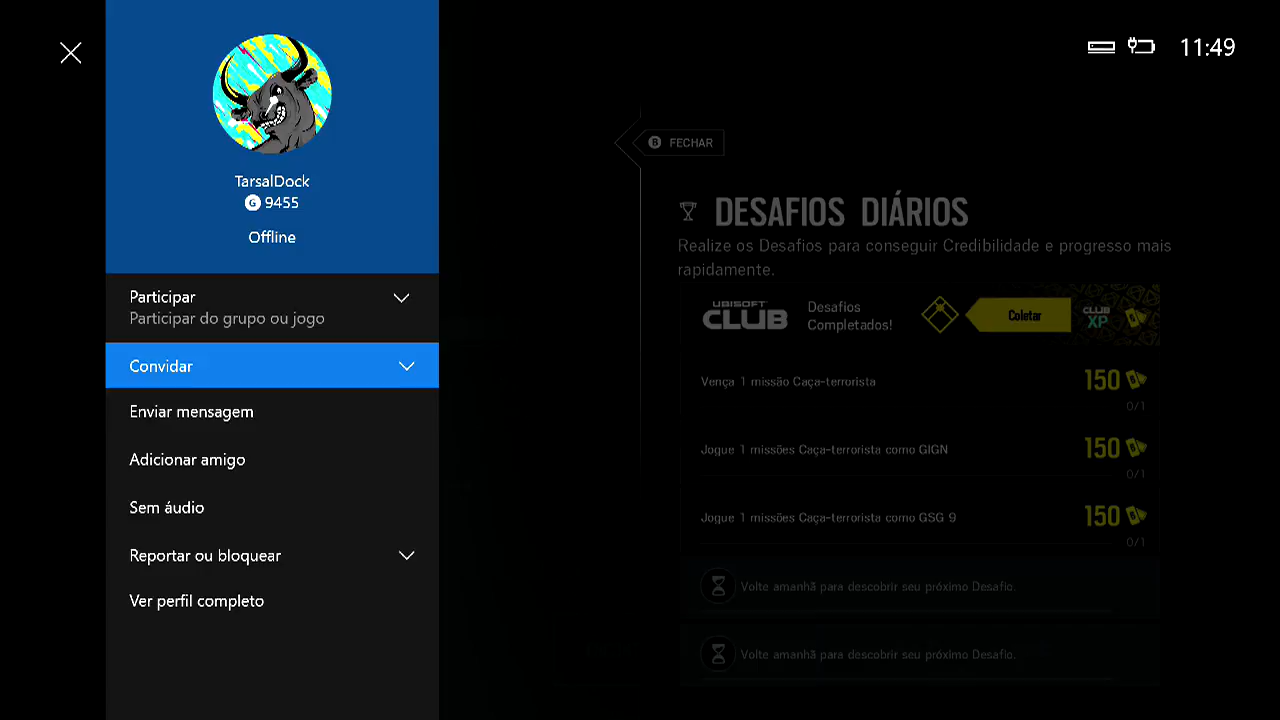 11:49
TarsalDock
G 9455
Offline
Participar
Participar do grupo ou jogo
Convidar
Enviar mensagem
Adicionar amigo
Sem áudio
Reportar ou bloquear
Ver perfil completo
B FECHAR
DESAFIOS DIÁRIOS
Realize os Desafios para conseguir Credibilidade e progresso mais
rapidamente.
UBISOFT
CLUB
Desafios
Completados!
Coletar
CLUB
XP
Vença 1 missão Caça-terrorista
150
0/1
Jogue 1 missões Caça-terrorista como GIGN
150
0/1
Jogue 1 missões Caça-terrorista como GSG 9
150
0/1
Volte amanhã para descobrir seu próximo Desafio.
Volte amanhã para descobrir seu próximo Desafio.